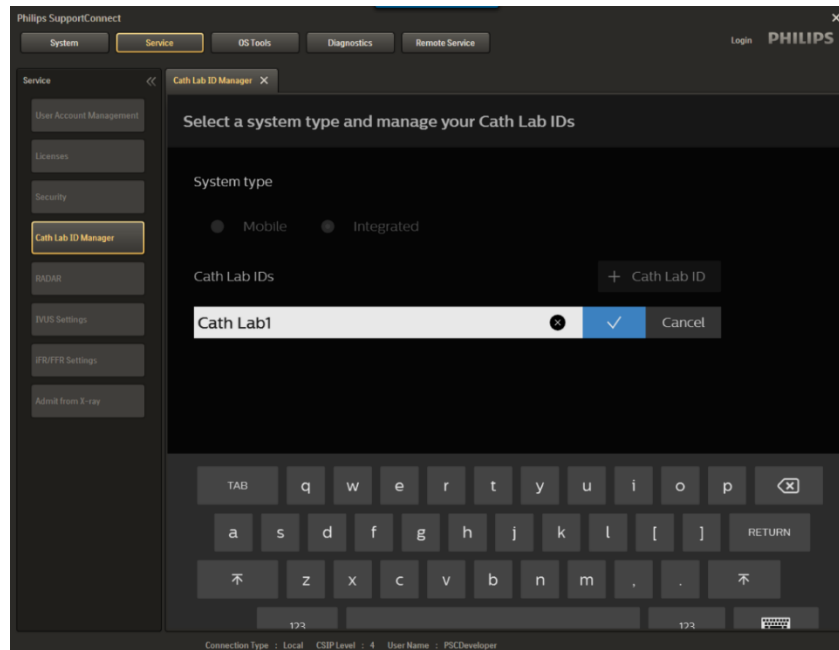 Philips SupportConnect
System Service OS Tools Diagnostics Remote Service Login PHILIPS
Service
Cath Lab ID Manager
User Account Management
Licenses
Security
Cath Lab ID Manager
RADAR
IVUS Settings
iFR/FFR Settings
Admit from X-ray
Select a system type and manage your Cath Lab IDs
System type
Mobile Integrated
Cath Lab IDs + Cath Lab ID
Cath Lab1 Cancel
TAB q w e r t y u i o p
a s d f g h j k l [ ] RETURN
z x c v b n m , .
123 123
Connection Type : Local CSIP Level : 4 User Name : PSCDeveloper